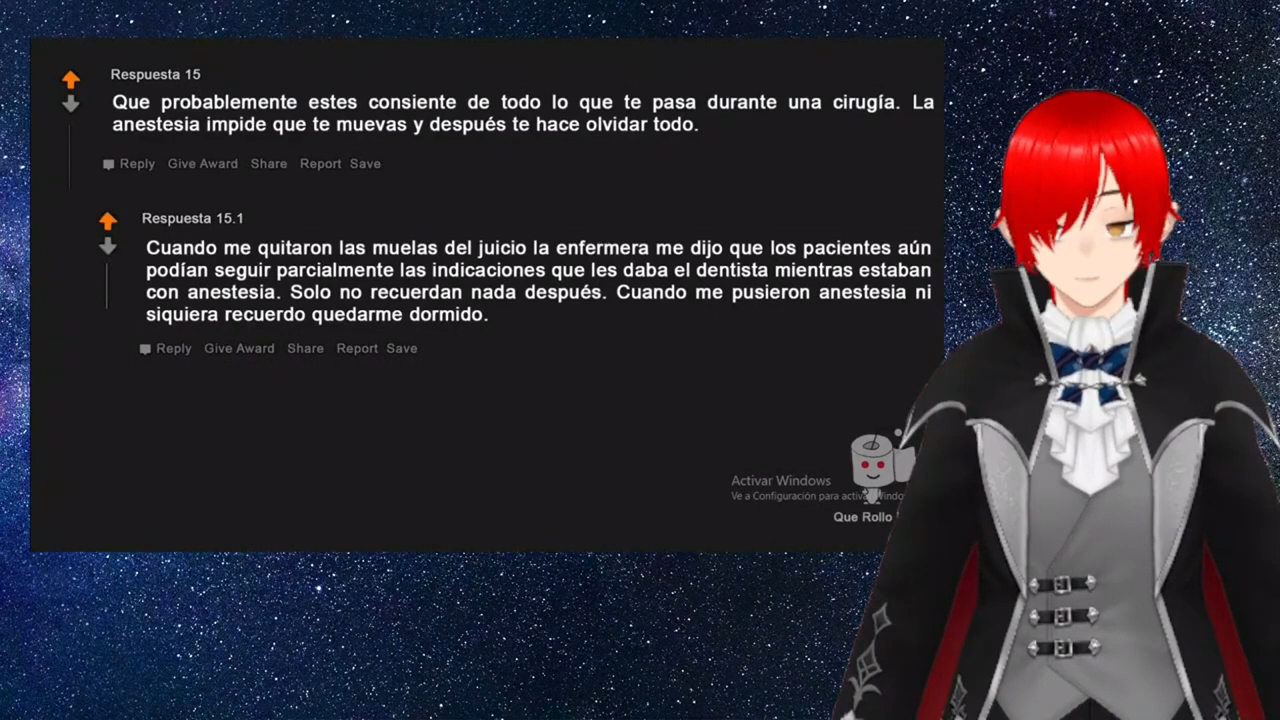 Respuesta 15
Que probablemente estes consiente de todo lo que te pasa durante una cirugía. La
anestesia impide que te muevas y después te hace olvidar todo.
Reply Give Award Share Report Save
Respuesta 15.1
Cuando me quitaron las muelas del juicio la enfermera me dijo que los pacientes aún
podían seguir parcialmente las indicaciones que les daba el dentista mientras estaban
con anestesia. Solo no recuerdan nada después. Cuando me pusieron anestesia ni
siquiera recuerdo quedarme dormido.
Reply Give Award Share Report Save
Activar Windows
Ve a Configuración para activar Windo
Que Rollo